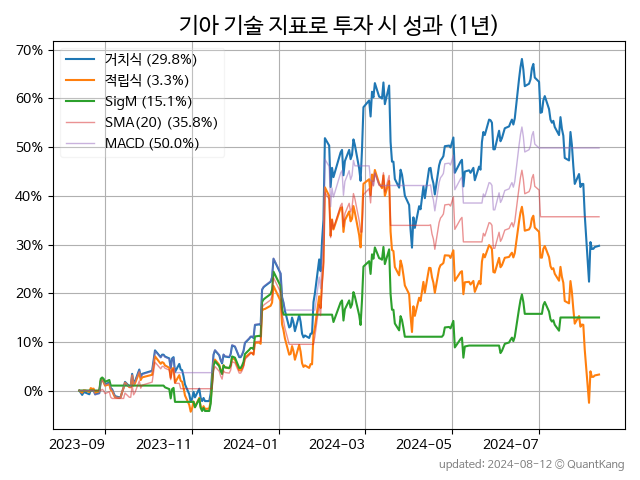 기아 기술 지표로 투자 시 성과 (1년)
70%
60%
50%
40%
30%
20%
10%
0%
거치식 (29.8%)
적립식 (3.3%)
SigM (15.1%)
SMA(20) (35.8%)
MACD (50.0%)
2023-09
2023-11
2024-01
2024-03
2024-05
2024-07
updated: 2024-08-12 © QuantKang